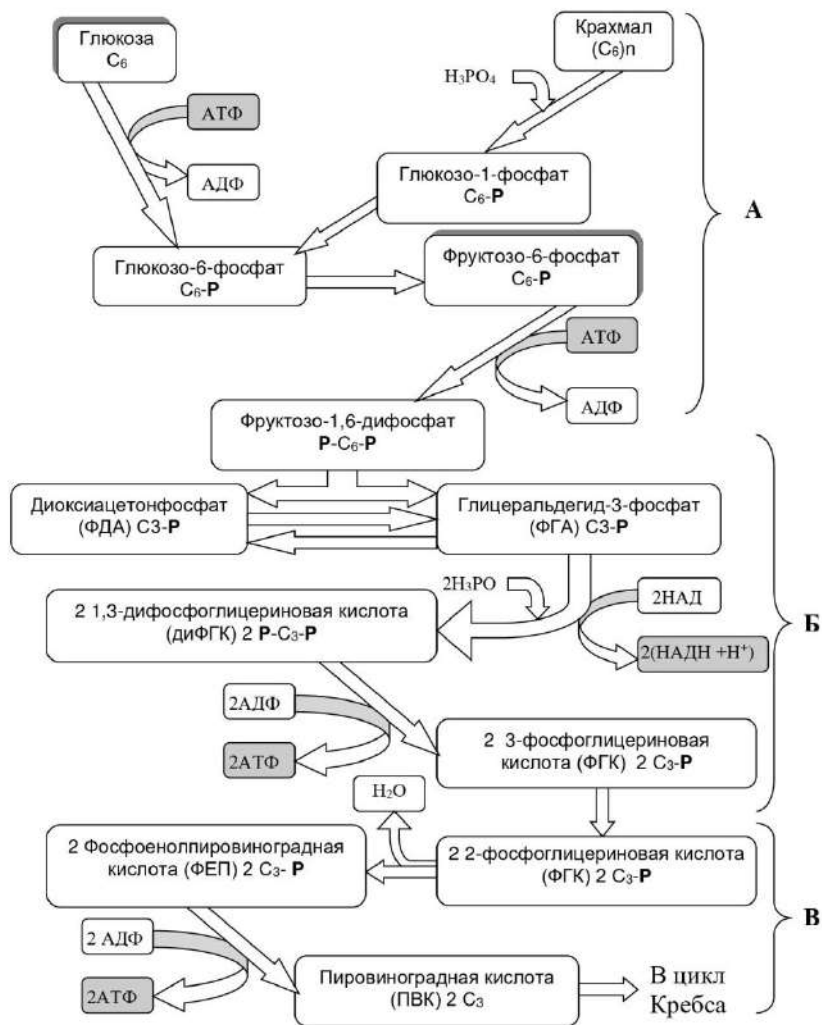 Глюкоза
C₆
Крахмал
(C₆)n
H₃PO₄
АТФ
АДФ
Глюкозо-1-фосфат
C₆-P
А
Глюкозо-6-фосфат
C₆-P
Фруктозо-6-фосфат
C₆-P
АТФ
АДФ
Фруктозо-1,6-дифосфат
P-C₆-P
Диоксиацетонфосфат
(ФДА) C3-P
Глицеральдегид-3-фосфат
(ФГА) C3-P
2H₃PO
2НАД
2 1,3-дифосфоглицериновая кислота
(диФГК) 2 P-C₃-P
Б
2(НАДН +H⁺)
2АДФ
2АТФ
2 3-фосфоглицериновая
кислота (ФГК) 2 C₃-P
H₂O
2 Фосфоенолпировиноградная
кислота (ФЕП) 2 C₃- P
2 2-фосфоглицериновая кислота
(ФГК) 2 C₃-P
В
2 АДФ
2АТФ
Пировиноградная кислота
(ПВК) 2 C₃
В цикл
Кребса